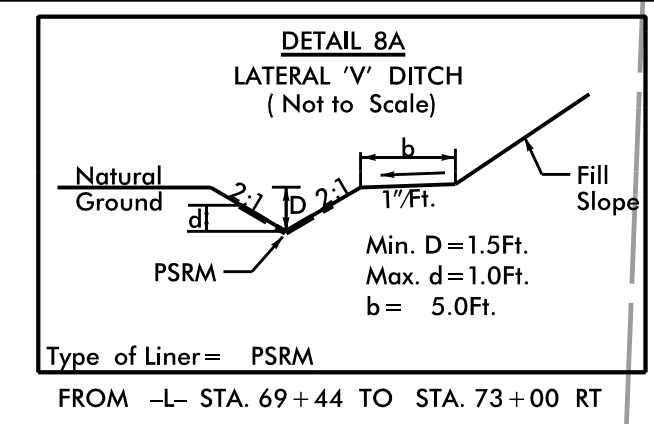 DETAIL 8A
LATERAL 'V' DITCH
( Not to Scale)
b
Natural
Ground
2:1
D
2:1
1"/Ft.
Fill
Slope
d
PSRM
Min. D=1.5Ft.
Max. d=1.0Ft.
b= 5.0Ft.
Type of Liner= PSRM
FROM -L- STA. 69+44 TO STA. 73+00 RT